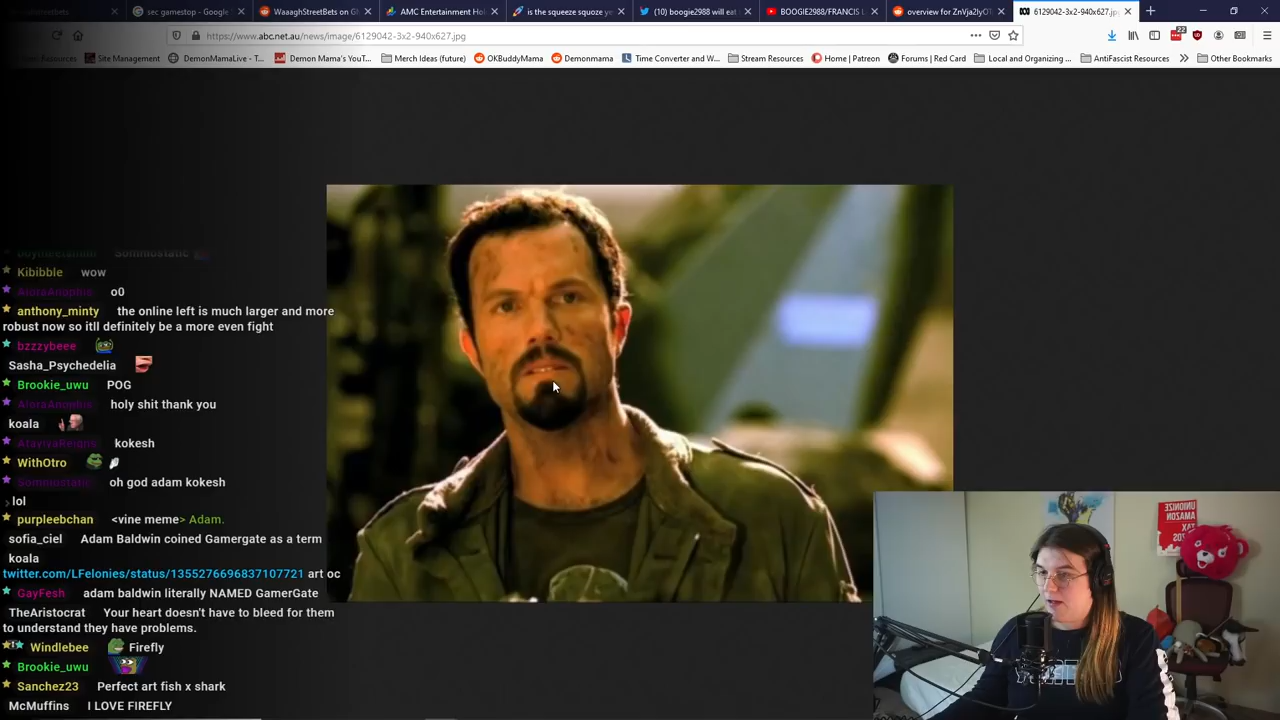 sec gamestop - Google
WaaaghStreetBets on G
AMC Entertainment Ho
is the squeeze squoze ye
(10) boogie2988 will eat
BOOGIE2988/FRANCIS L
overview for
6129042-3x2-940x627.jp
https://www.abc.net.au/news/image/6129042-3x2-940x627.jpg
22
Site Management
DemonMamaLive - T...
Demon Mama's YouT...
Merch Ideas (future)
OKBuddyMama
Demonmama
Time Converter and W...
Stream Resources
Home | Patreon
Forums | Red Card
Local and Organizing ...
AntiFascist Resources
Other Bookmarks
Kibibble wow
o0
anthony_minty the online left is much larger and more
robust now so itll definitely be a more even fight
bzzzybeee
Sasha_Psychedelia
Brookie_uwu POG
holy shit thank you
koala
kokesh
WithOtro
oh god adam kokesh
lol
purpleebchan <vine meme> Adam.
sofia_ciel Adam Baldwin coined Gamergate as a term
koala
twitter.com/LFelonies/status/1355276696837107721 art oc
GayFesh adam baldwin literally NAMED GamerGate
TheAristocrat Your heart doesn't have to bleed for them
to understand they have problems.
Windlebee Firefly
Brookie_uwu
Sanchez23 Perfect art fish x shark
McMuffins I LOVE FIREFLY
UNIONIZE
AMAZON
TAX